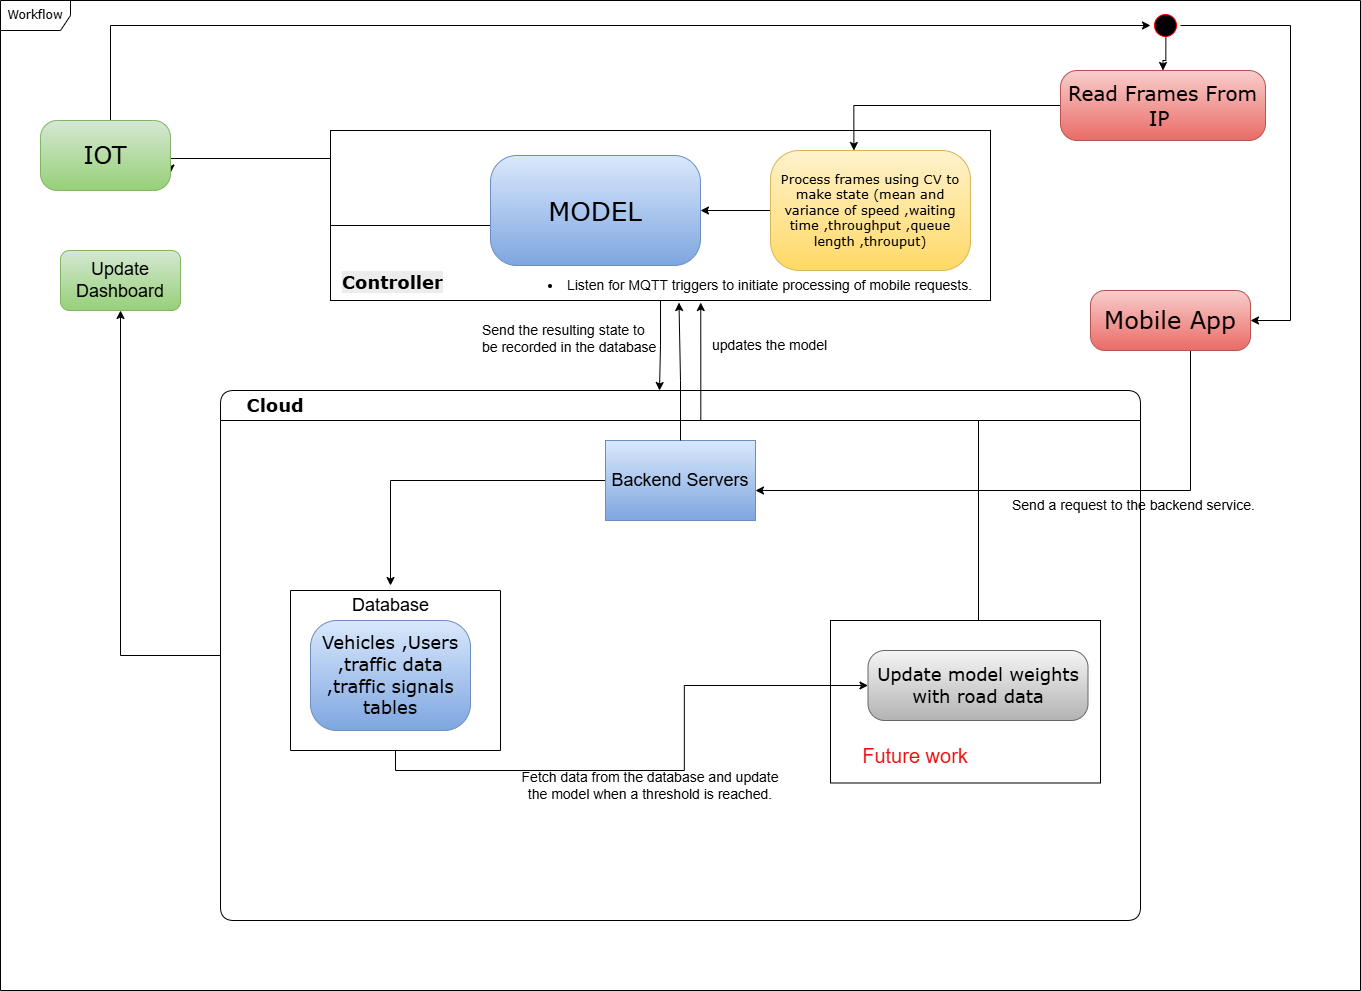 Workflow
Read Frames From
IP
IOT
MODEL
Process frames using CV to
make state (mean and
variance of speed ,waiting
time ,throughput ,queue
length ,throuput)
Controller
• Listen for MQTT triggers to initiate processing of mobile requests.
Update
Dashboard
Mobile App
Send the resulting state to
be recorded in the database
updates the model
Cloud
Backend Servers
Send a request to the backend service.
Database
Vehicles ,Users
,traffic data
,traffic signals
tables
Update model weights
with road data
Future work
Fetch data from the database and update
the model when a threshold is reached.